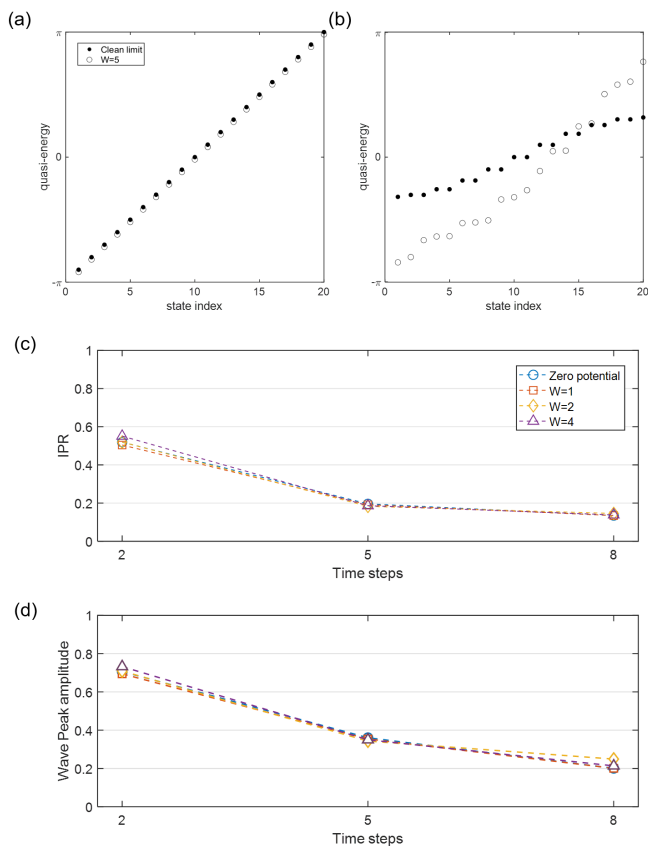 (a)
π
0
-π
quasi-energy
Clean limit
W=5
0
5
10
15
20
state index
(b)
π
0
-π
quasi-energy
0
5
10
15
20
state index
(c)
1
0.8
0.6
0.4
0.2
0
IPR
Zero potential
W=1
W=2
W=4
2
5
8
Time steps
(d)
1
0.8
0.6
0.4
0.2
0
Wave Peak amplitude
2
5
8
Time steps